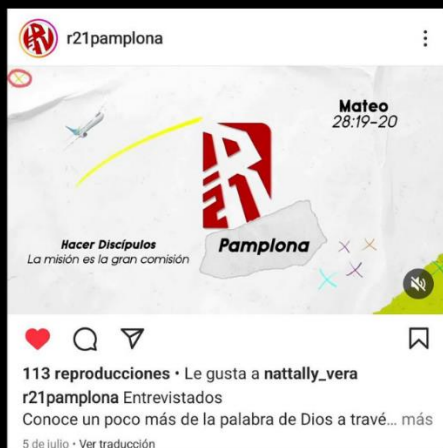 r21pamplona
Mateo
28:19-20
R21
Hacer Discípulos
La misión es la gran comisión
Pamplona
113 reproducciones • Le gusta a nattally_vera
r21pamplona Entrevistados
Conoce un poco más de la palabra de Dios a travé... más
5 de julio • Ver traducción